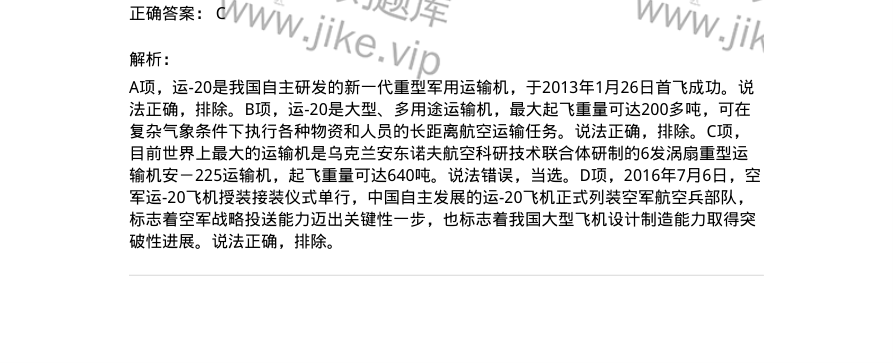 正确答案： C
题库
www.jike.vip
www.jik
解析：
A项，运-20是我国自主研发的新一代重型军用运输机，于2013年1月26日首飞成功。说
法正确，排除。B项，运-20是大型、多用途运输机，最大起飞重量可达200多吨，可在
复杂气象条件下执行各种物资和人员的长距离航空运输任务。说法正确，排除。C项，
目前世界上最大的运输机是乌克兰安东诺夫航空科研技术联合体研制的6发涡扇重型运
输机安－225运输机，起飞重量可达640吨。说法错误，当选。D项，2016年7月6日，空
军运-20飞机授装接装仪式单行，中国自主发展的运-20飞机正式列装空军航空兵部队，
标志着空军战略投送能力迈出关键性一步，也标志着我国大型飞机设计制造能力取得突
破性进展。说法正确，排除。